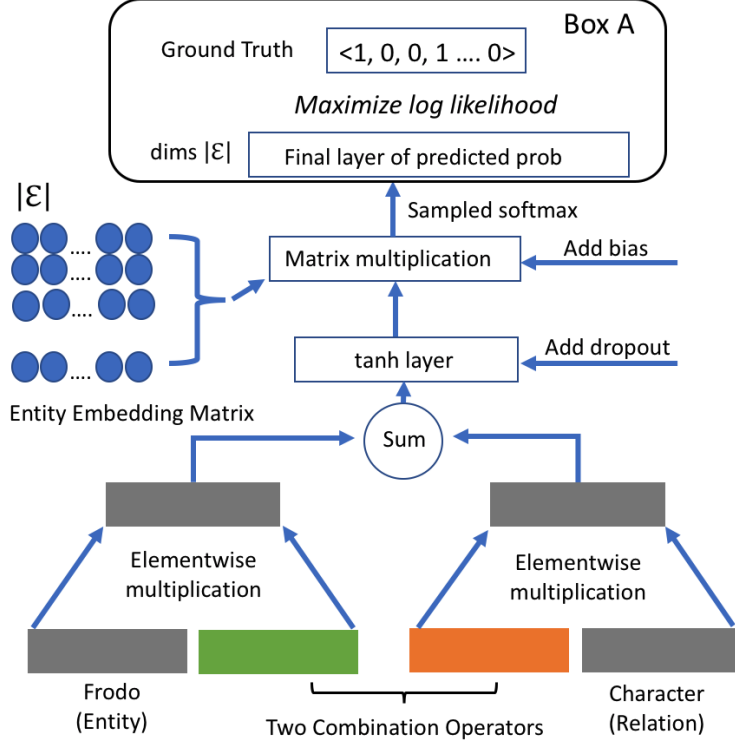 Box A
Ground Truth <1, 0, 0, 1 .... 0>
Maximize log likelihood
dims |ℰ| Final layer of predicted prob
|ℰ|
Sampled softmax
Matrix multiplication
Add bias
....
....
....
....
tanh layer
Add dropout
Entity Embedding Matrix
Sum
Elementwise
multiplication
Elementwise
multiplication
Frodo
(Entity)
Two Combination Operators
Character
(Relation)